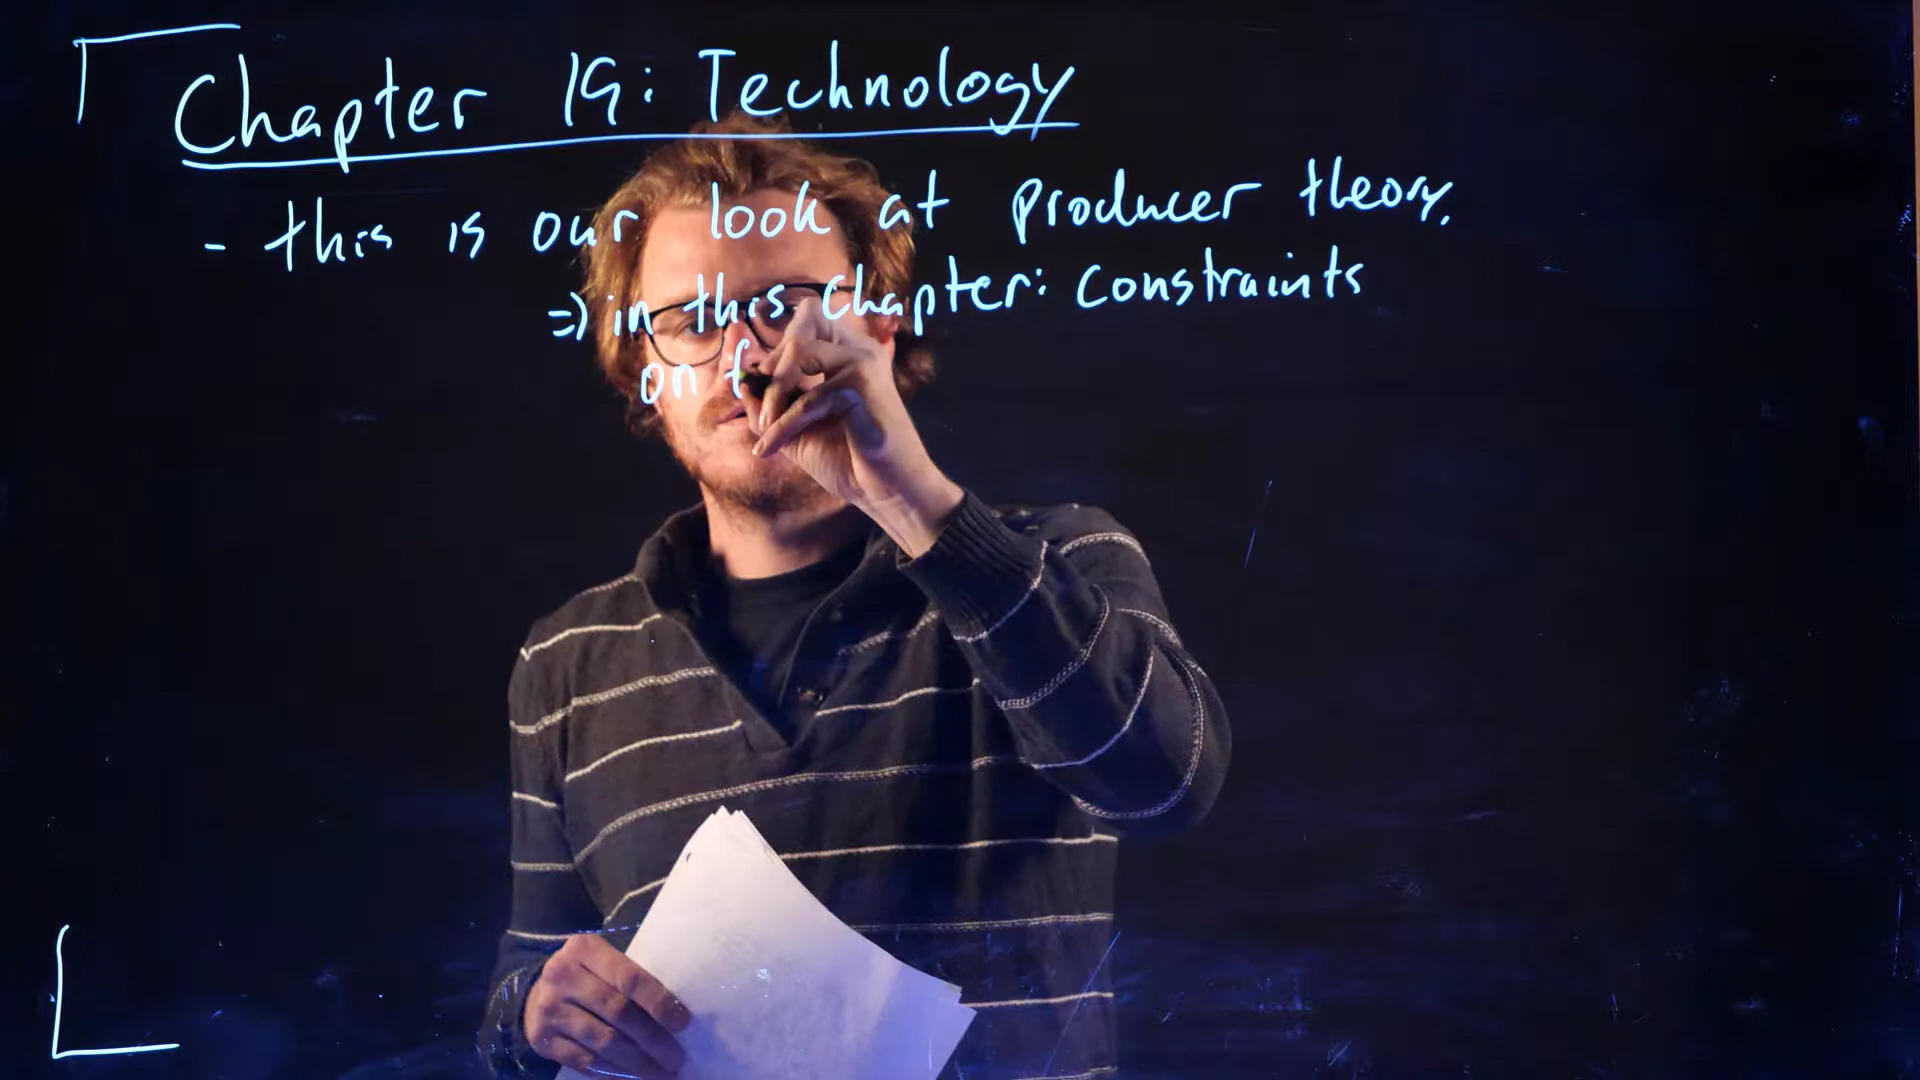 Chapter 19: Technology
- this is our look at producer theory.
=> in this chapter: constraints
on f